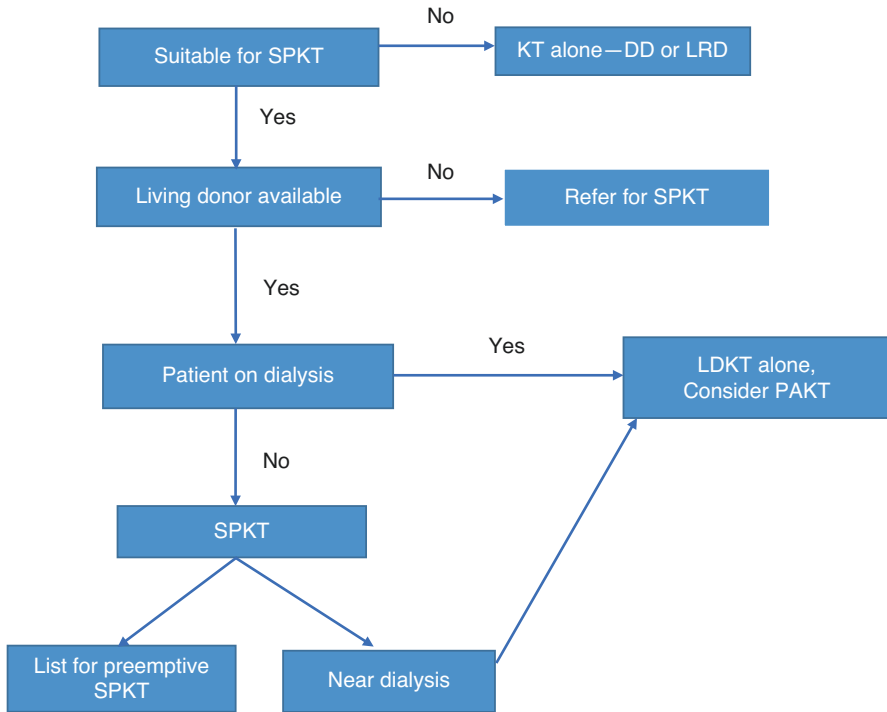 No
Suitable for SPKT
KT alone—DD or LRD
Yes
Living donor available
No
Refer for SPKT
Yes
Patient on dialysis
Yes
LDKT alone,
Consider PAKT
No
SPKT
List for preemptive
SPKT
Near dialysis